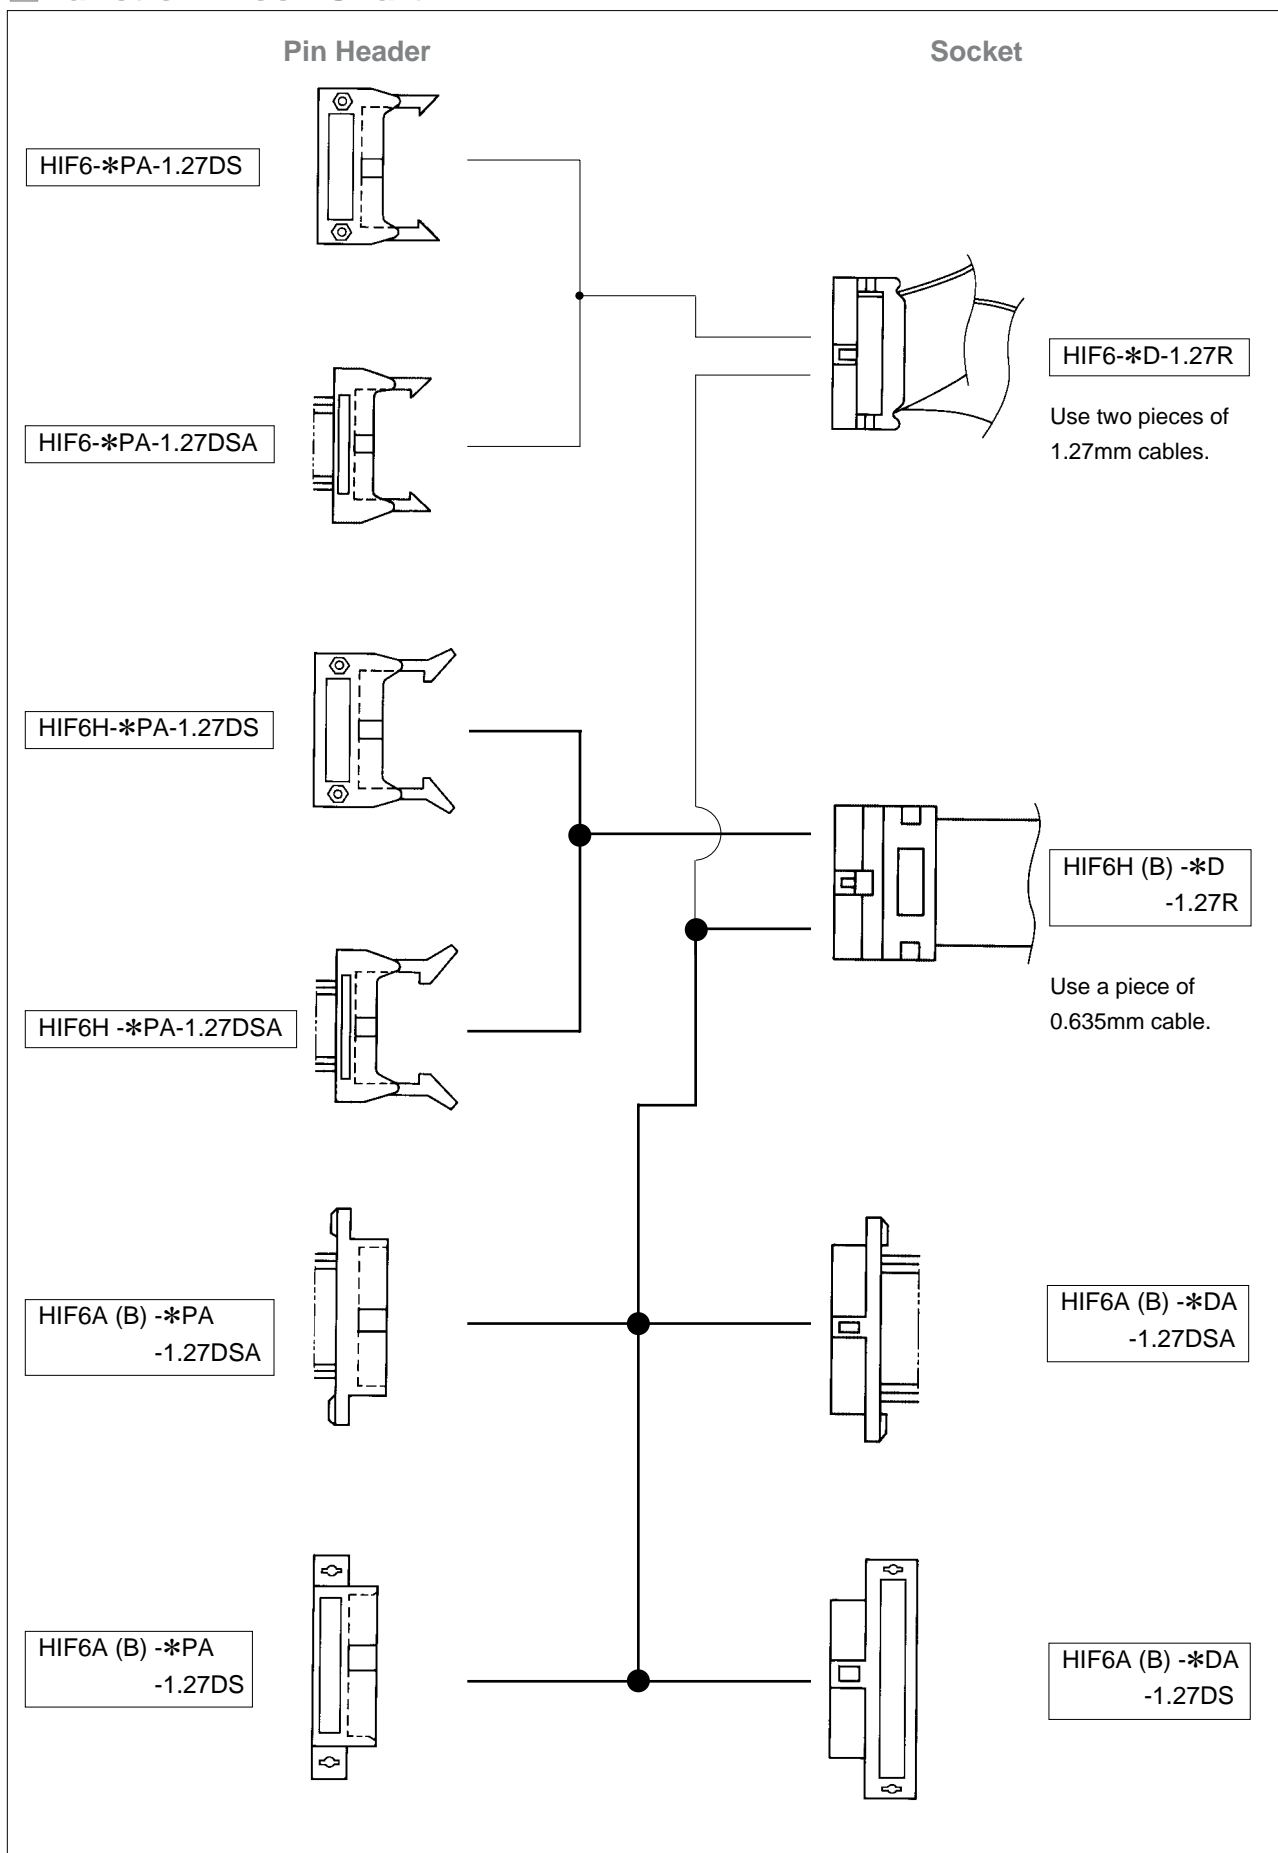 Pin Header
Socket
HIF6-*PA-1.27DS
HIF6-*D-1.27R
Use two pieces of
1.27mm cables.
HIF6-*PA-1.27DSA
HIF6H-*PA-1.27DS
HIF6H (B) -*D
-1.27R
Use a piece of
0.635mm cable.
HIF6H -*PA-1.27DSA
HIF6A (B) -*PA
-1.27DSA
HIF6A (B) -*DA
-1.27DSA
HIF6A (B) -*PA
-1.27DS
HIF6A (B) -*DA
-1.27DS